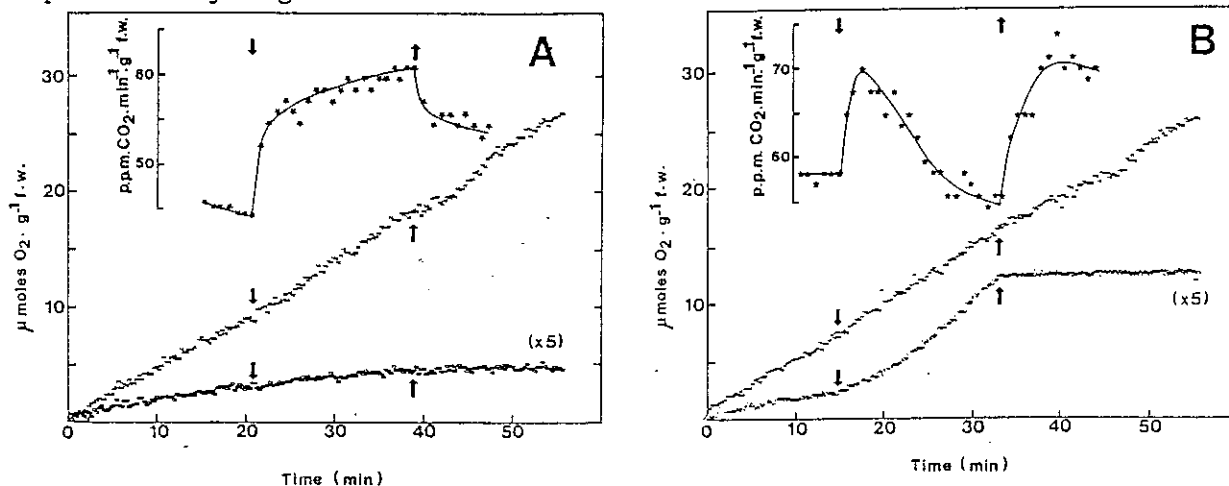 A
p.p.m. CO₂.min⁻¹.g⁻¹ f.w.
80
50
μ moles O₂ · g⁻¹ f.w.
30
20
10
(x5)
0 10 20 30 40 50
Time (min)
B
p.p.m. CO₂.min⁻¹.g⁻¹ f.w.
70
60
μ moles O₂ · g⁻¹ f.w.
30
20
10
(x5)
0 10 20 30 40 50
Time (min)